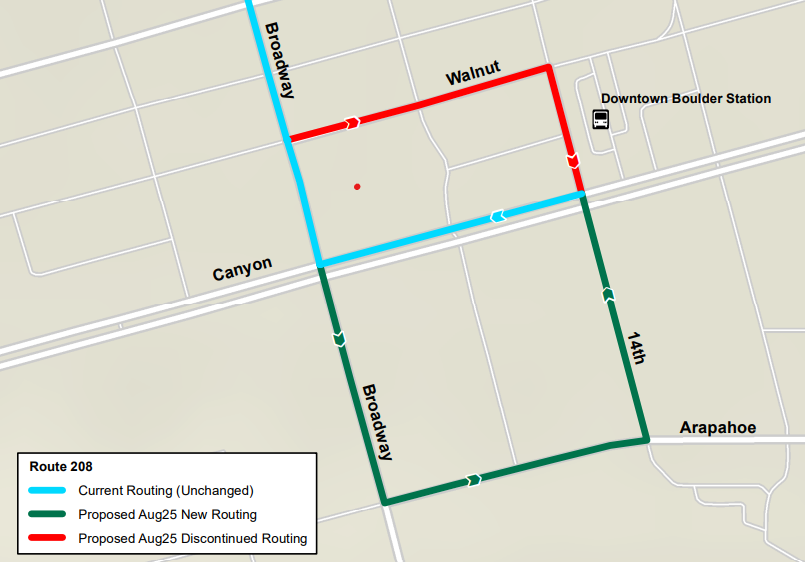 Broadway
Walnut
Downtown Boulder Station
Canyon
14th
Broadway
Arapahoe
Route 208
Current Routing (Unchanged)
Proposed Aug25 New Routing
Proposed Aug25 Discontinued Routing